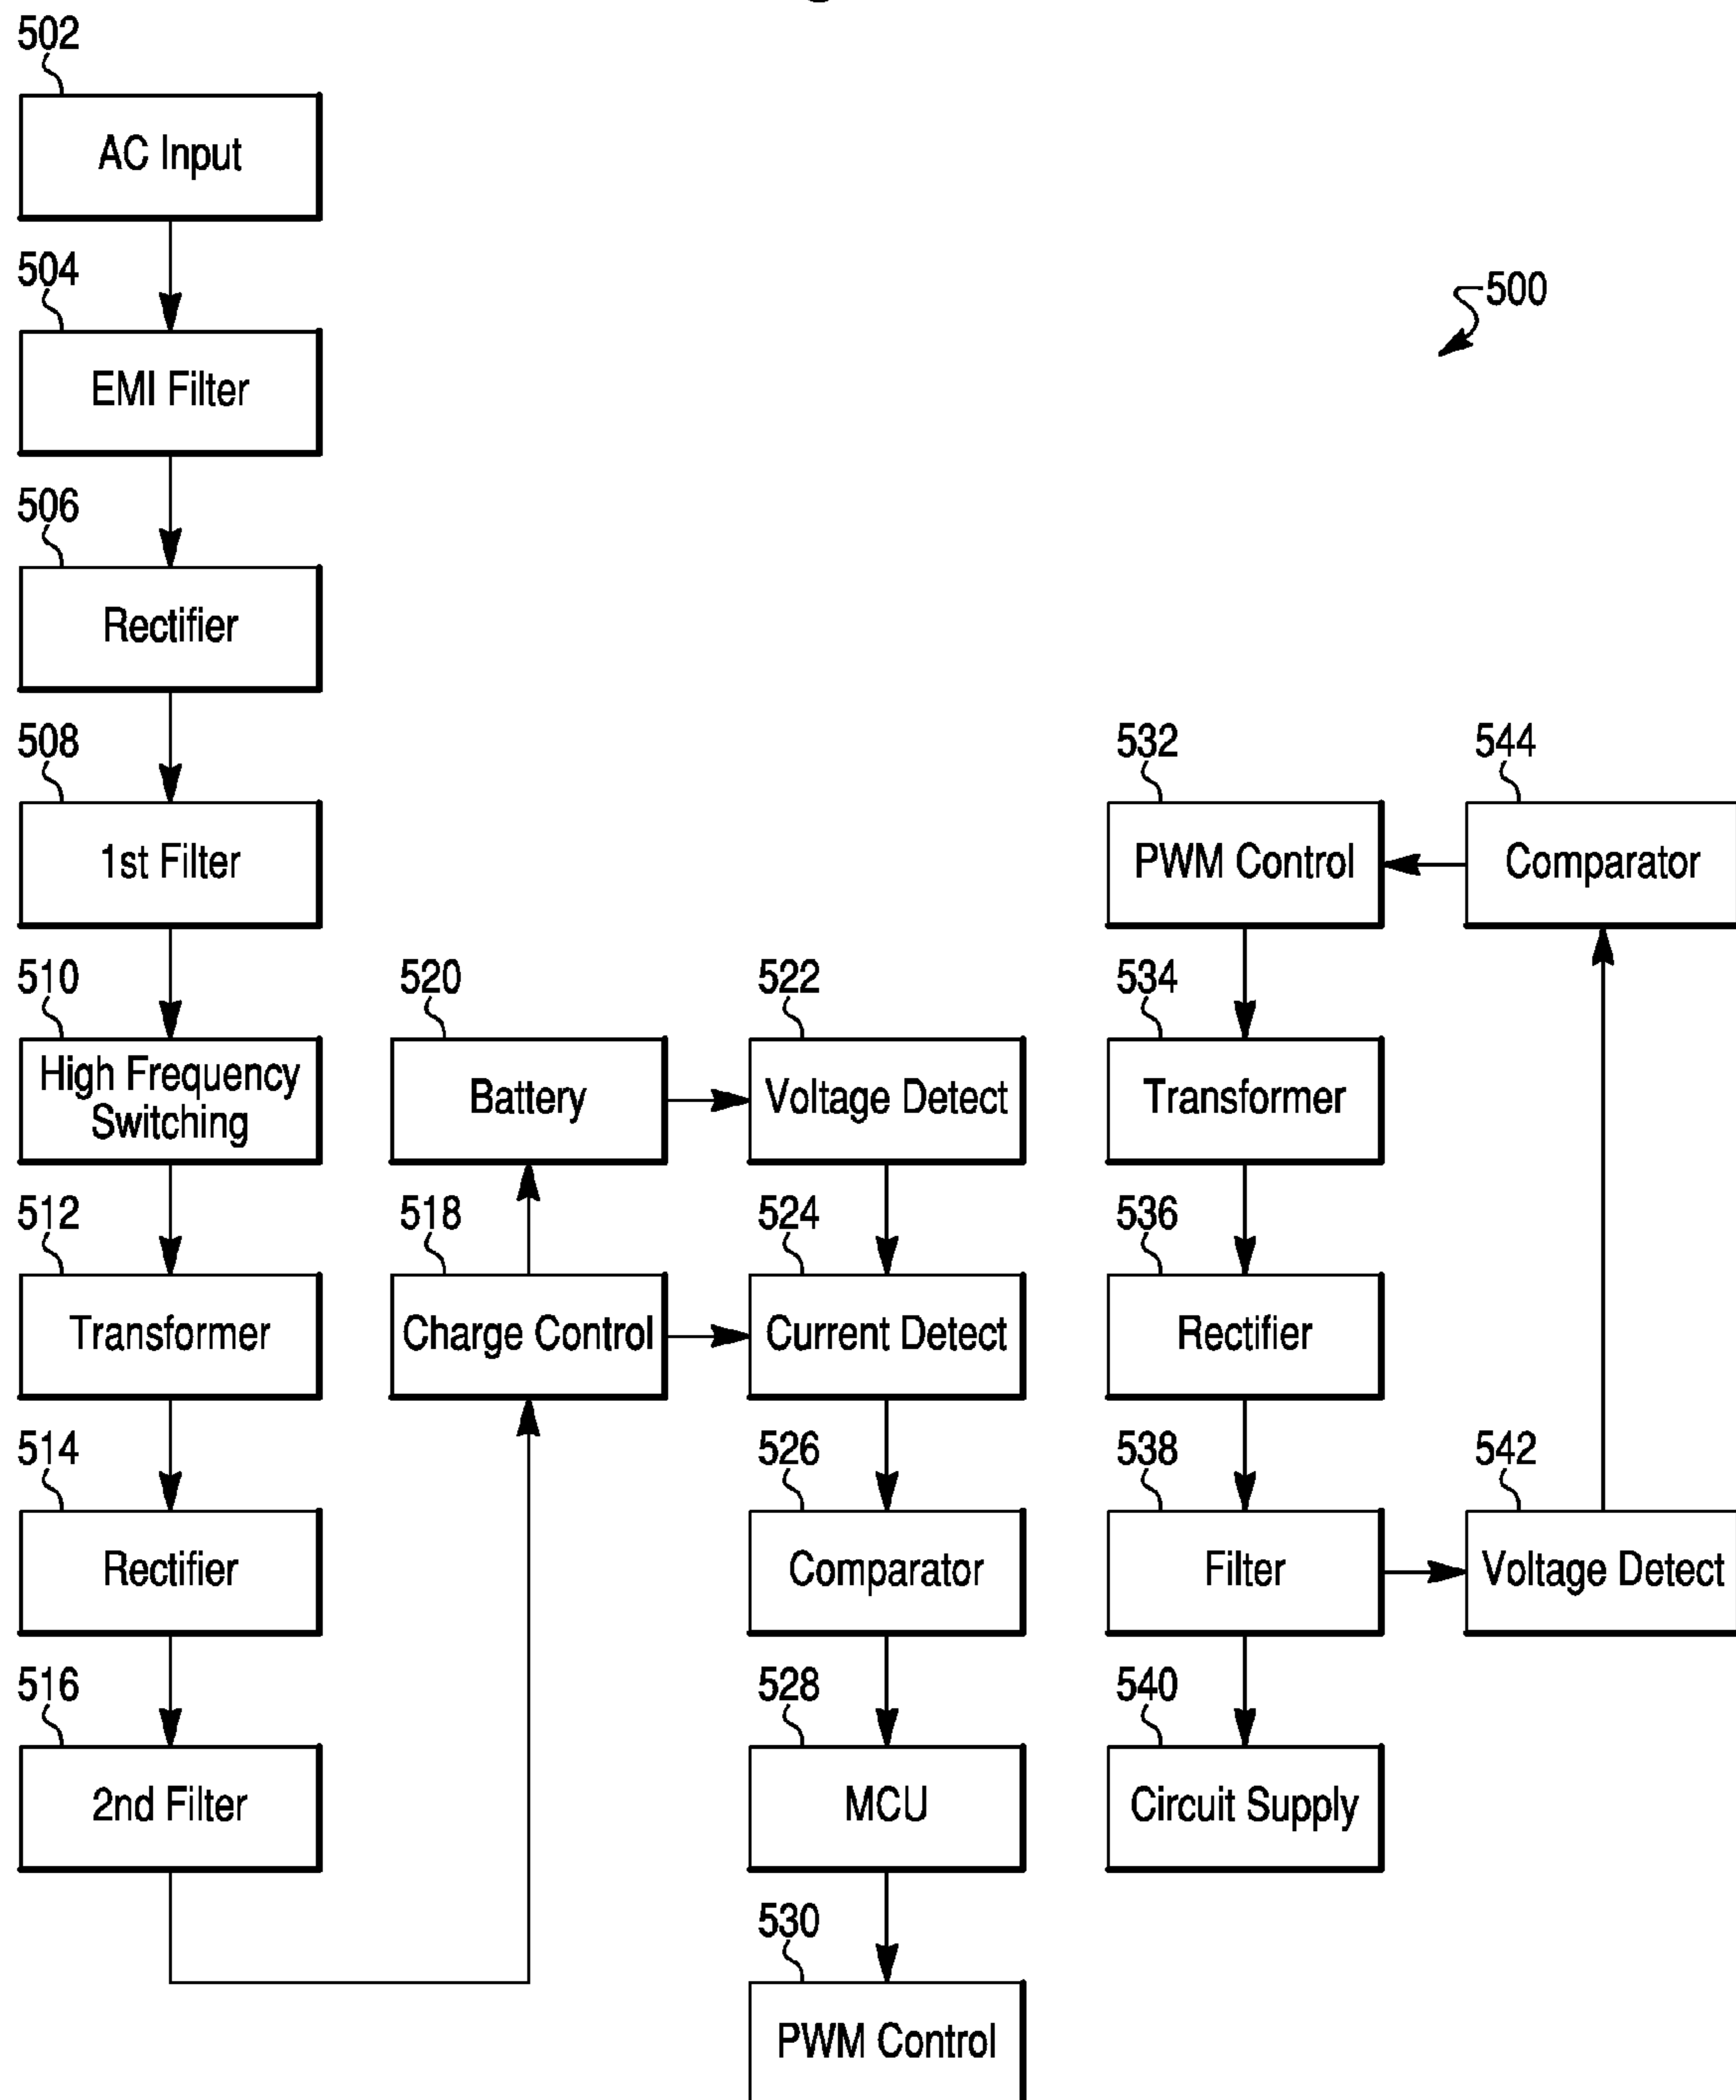 502
AC Input
504
EMI Filter
506
Rectifier
508
1st Filter
510
High Frequency
Switching
512
Transformer
514
Rectifier
516
2nd Filter
520
Battery
518
Charge Control
522
Voltage Detect
524
Current Detect
526
Comparator
528
MCU
530
PWM Control
500
532
PWM Control
534
Transformer
536
Rectifier
538
Filter
540
Circuit Supply
544
Comparator
542
Voltage Detect